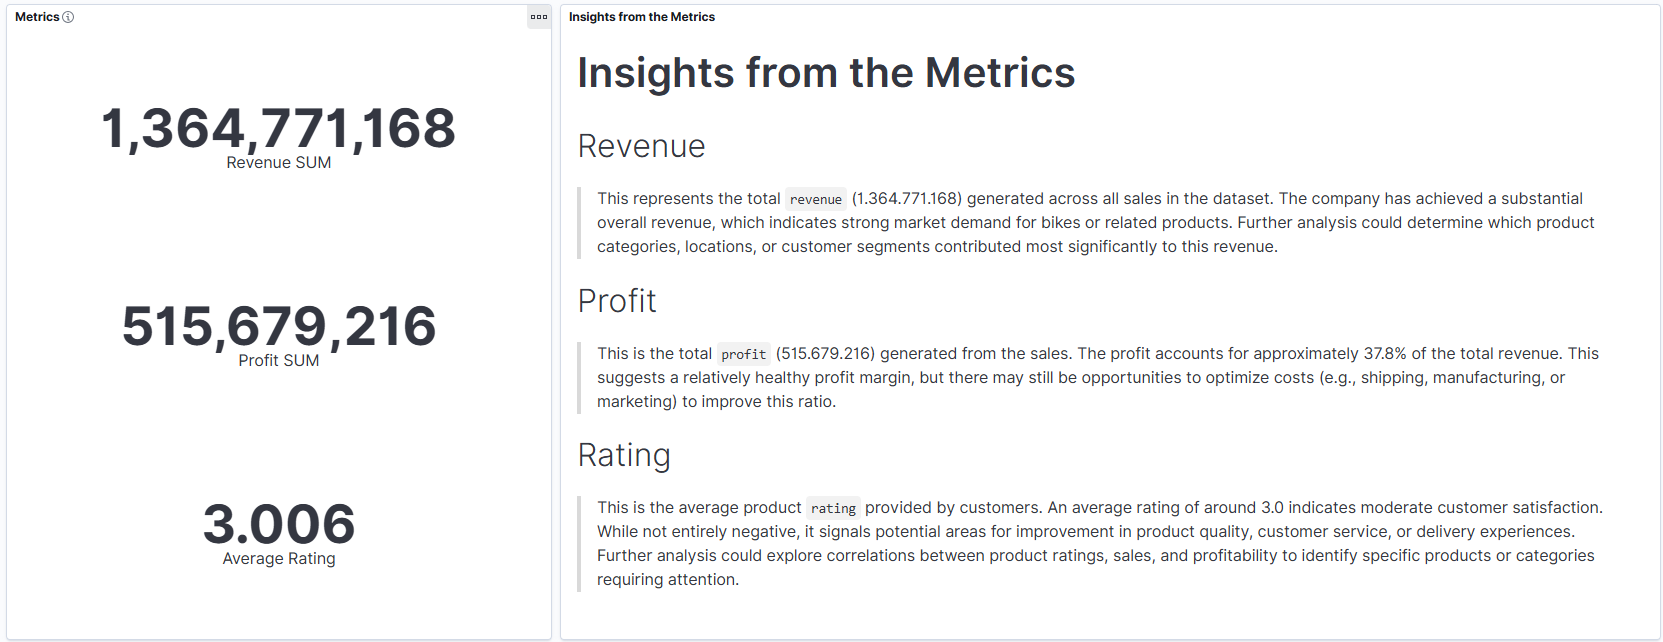 Metrics
1,364,771,168
Revenue SUM
515,679,216
Profit SUM
3.006
Average Rating
Insights from the Metrics
Insights from the Metrics
Revenue
This represents the total revenue (1.364.771.168) generated across all sales in the dataset. The company has achieved a substantial
overall revenue, which indicates strong market demand for bikes or related products. Further analysis could determine which product
categories, locations, or customer segments contributed most significantly to this revenue.
Profit
This is the total profit (515.679.216) generated from the sales. The profit accounts for approximately 37.8% of the total revenue. This
suggests a relatively healthy profit margin, but there may still be opportunities to optimize costs (e.g., shipping, manufacturing, or
marketing) to improve this ratio.
Rating
This is the average product rating provided by customers. An average rating of around 3.0 indicates moderate customer satisfaction.
While not entirely negative, it signals potential areas for improvement in product quality, customer service, or delivery experiences.
Further analysis could explore correlations between product ratings, sales, and profitability to identify specific products or categories
requiring attention.